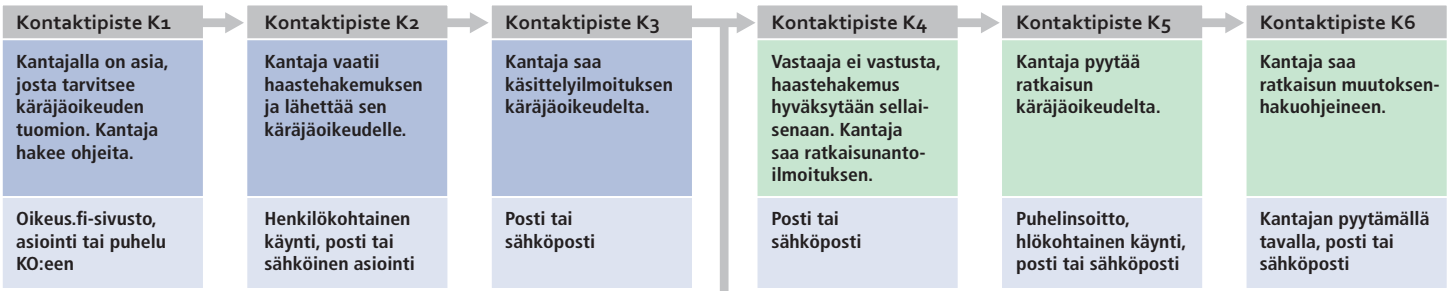 Kontaktipiste K1
Kantajalla on asia,
josta tarvitsee
käräjäoikeuden
tuomion. Kantaja
hakee ohjeita.
Oikeus.fi-sivusto,
asiointi tai puhelu
KO:een
Kontaktipiste K2
Kantaja vaatii
haastehakemuksen
ja lähettää sen
käräjäoikeudelle.
Henkilökohtainen
käynti, posti tai
sähköinen asiointi
Kontaktipiste K3
Kantaja saa
käsittelyilmoituksen
käräjäoikeudelta.
Posti tai
sähköposti
Kontaktipiste K4
Vastaaja ei vastusta,
haastehakemus
hyväksytään sellai-
senaan. Kantaja
saa ratkaisunanto-
ilmoituksen.
Posti tai
sähköposti
Kontaktipiste K5
Kantaja pyytää
ratkaisun
käräjäoikeudelta.
Puhelinsoitto,
hlökohtainen käynti,
posti tai sähköposti
Kontaktipiste K6
Kantaja saa
ratkaisun muutoksen-
hakuohjeineen.
Kantajan pyytämällä
tavalla, posti tai
sähköposti